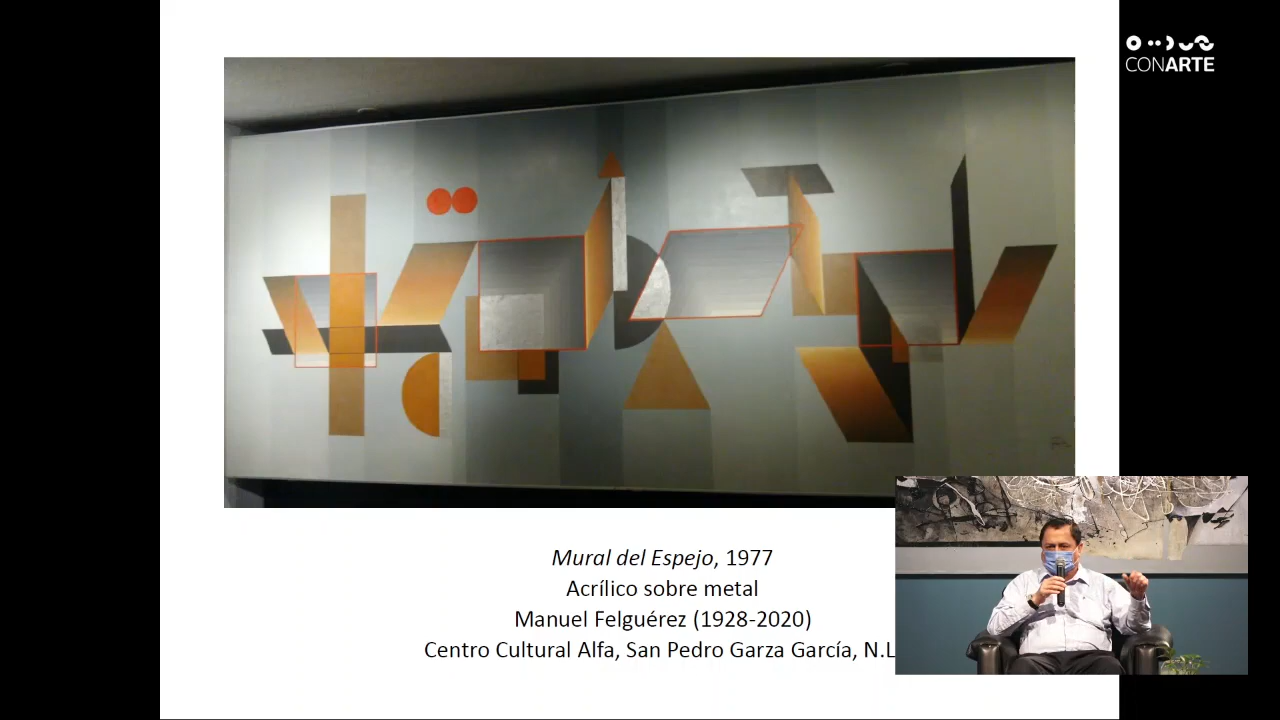 CONARTE
Mural del Espejo, 1977
Acrílico sobre metal
Manuel Felguérez (1928-2020)
Centro Cultural Alfa, San Pedro Garza García, N.L